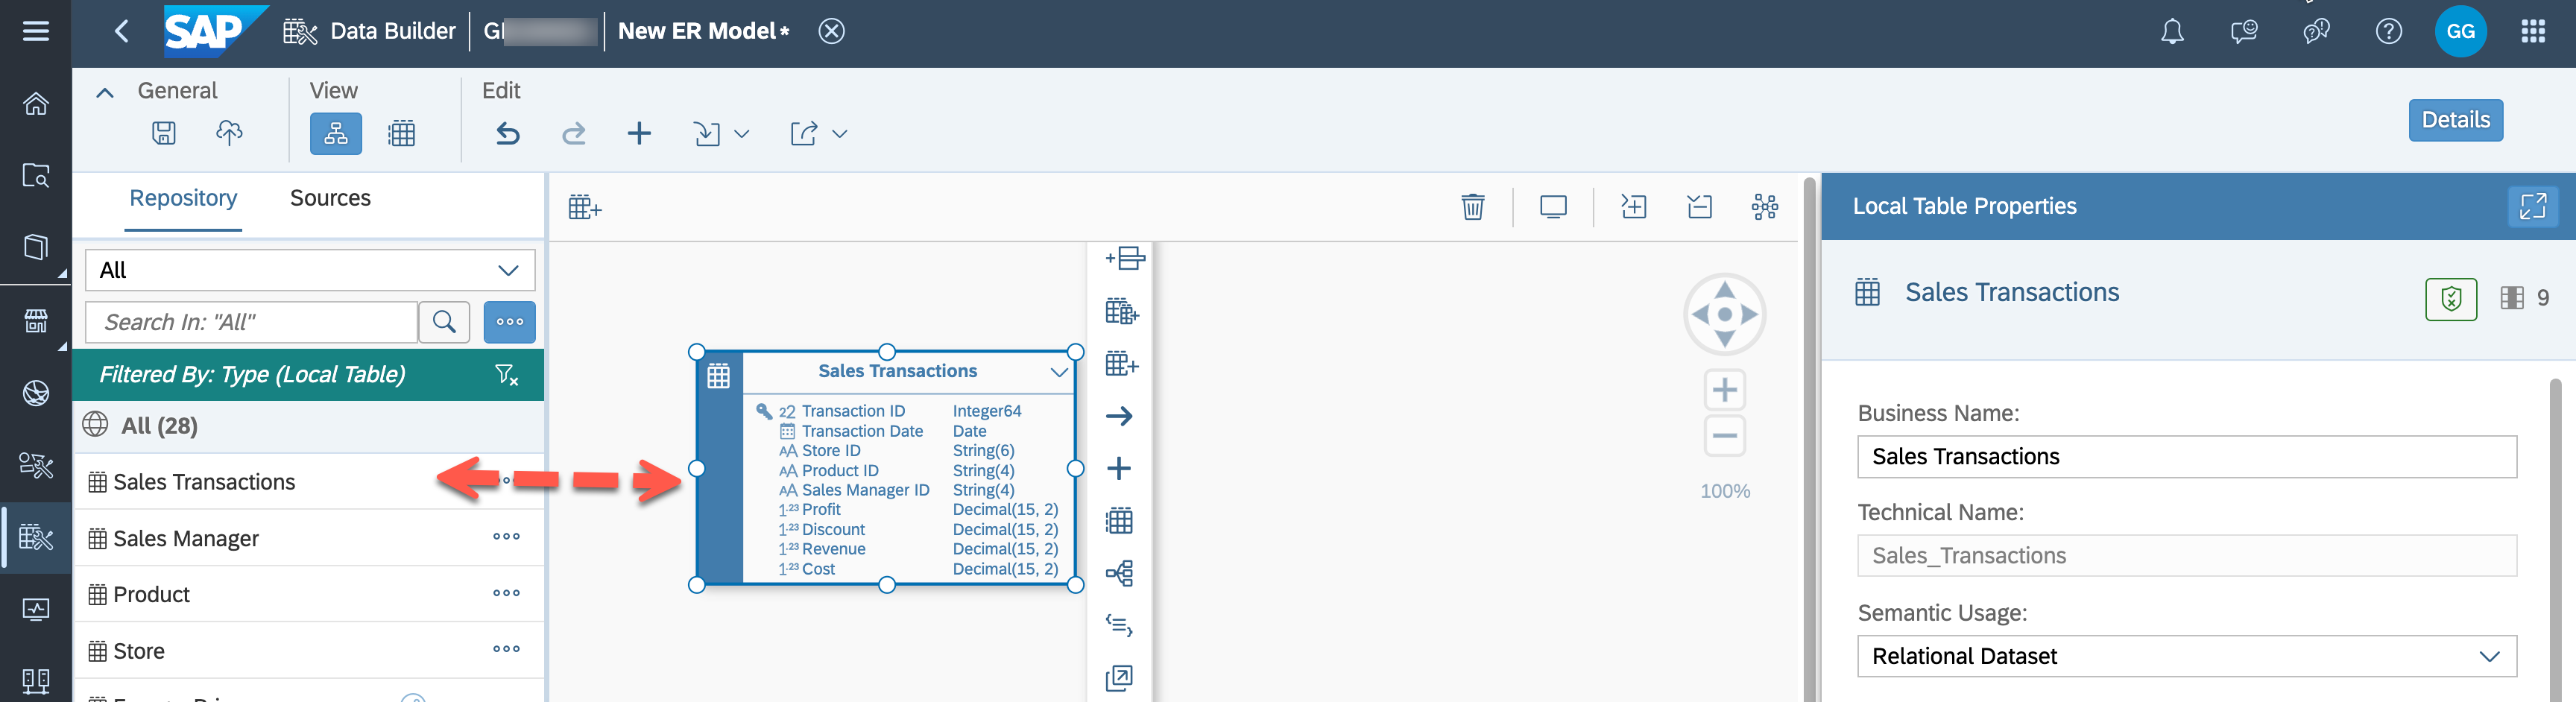 SAP Data Builder New ER Model* GG
General View Edit
Details
Repository Sources
Local Table Properties
All
Search In: "All"
Filtered By: Type (Local Table)
All (28)
Sales Transactions
Sales Manager
Product
Store
Sales Transactions
Transaction ID Integer64
Transaction Date Date
Store ID String(6)
Product ID String(4)
Sales Manager ID String(4)
Profit Decimal(15, 2)
Discount Decimal(15, 2)
Revenue Decimal(15, 2)
Cost Decimal(15, 2)
100%
Sales Transactions 9
Business Name:
Sales Transactions
Technical Name:
Sales_Transactions
Semantic Usage:
Relational Dataset